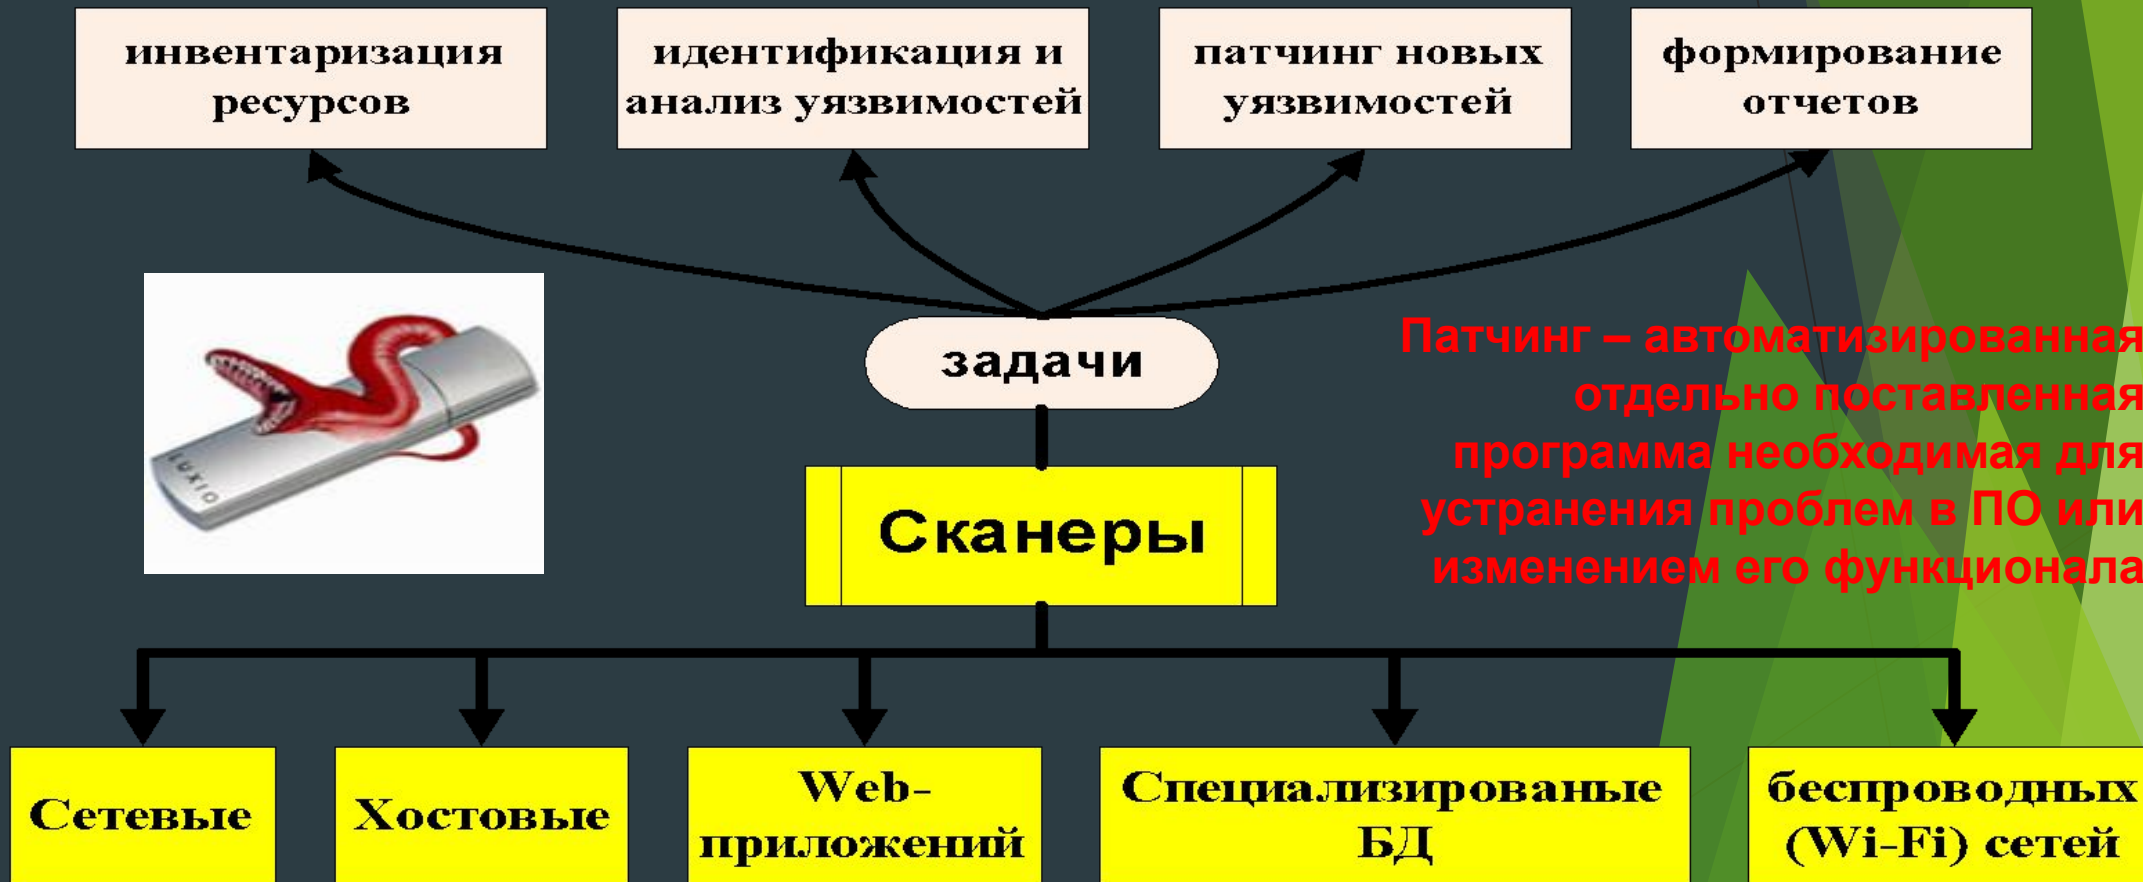 инвентаризация
ресурсов
идентификация и
анализ уязвимостей
патчинг новых
уязвимостей
формирование
отчетов
LUXIO
задачи
Патчинг – автоматизированная
отдельно поставленная
программа необходимая для
устранения проблем в ПО или
изменением его функционала
Сканеры
Сетевые
Хостовые
Web-
приложений
Специализированые
БД
беспроводных
(Wi-Fi) сетей